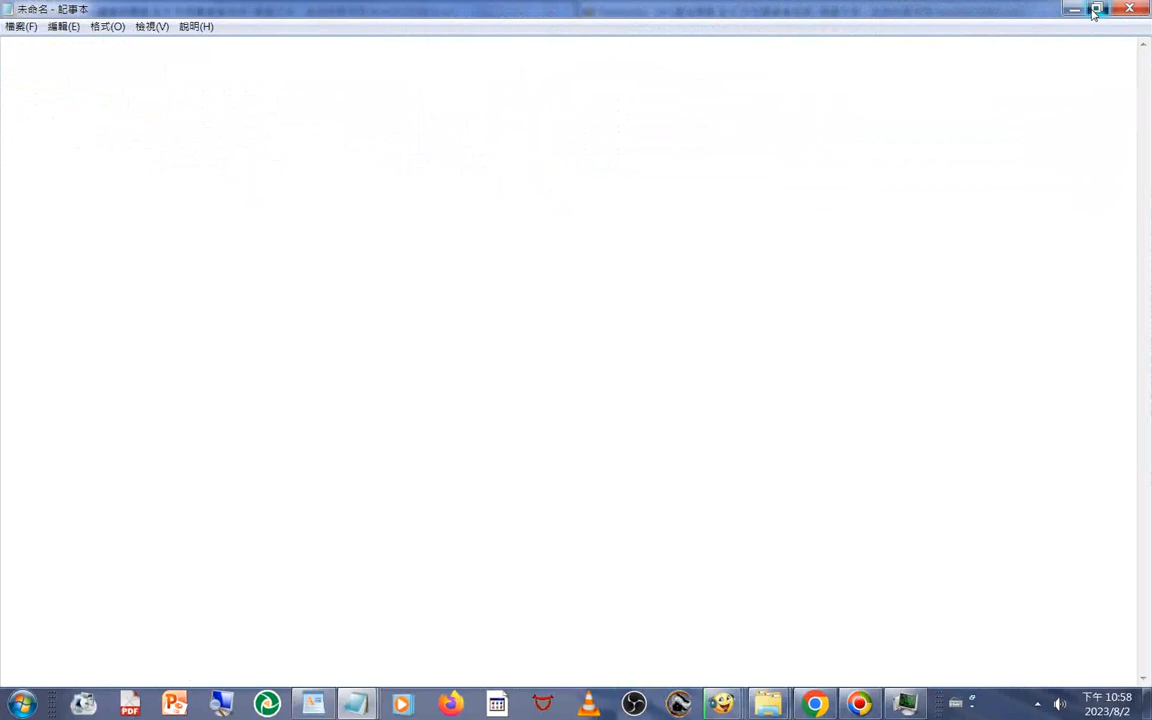 未命名 - 記事本
檔案(F) 編輯(E) 格式(O) 檢視(V) 說明(H)
PDF
下午 10:58
2023/8/2